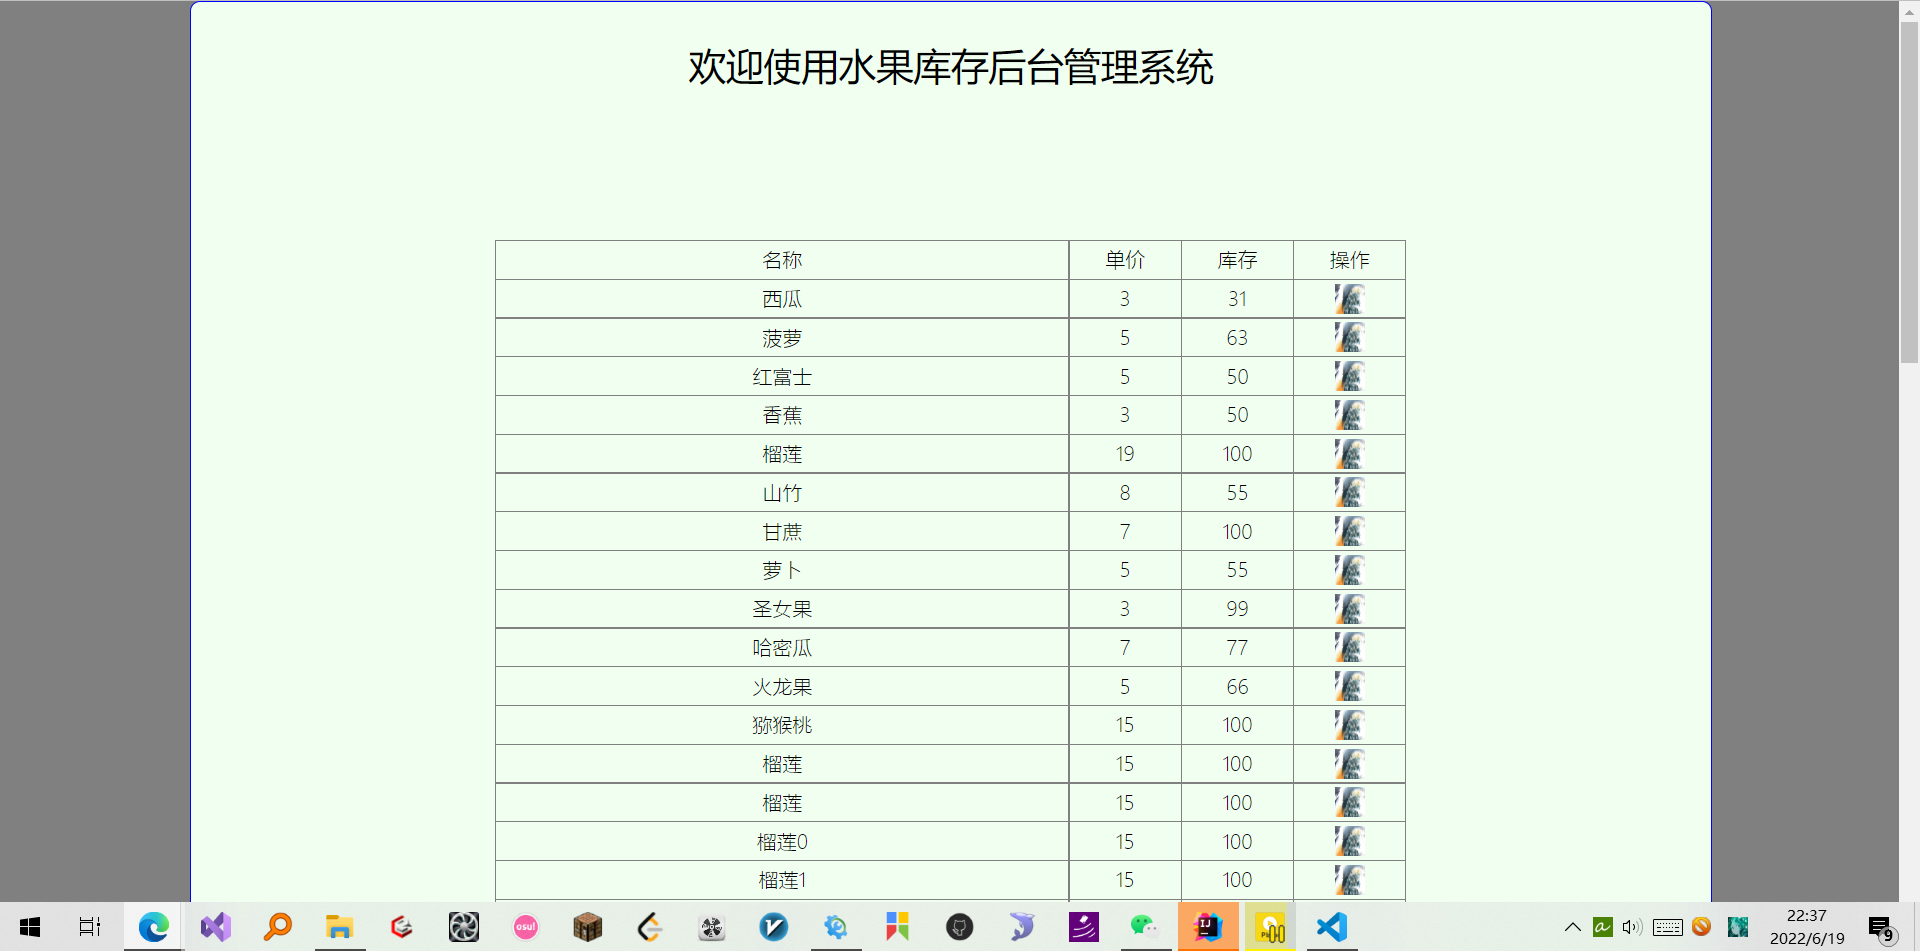 欢迎使用水果库存后台管理系统
名称 单价 库存 操作
西瓜 3 31
菠萝 5 63
红富士 5 50
香蕉 3 50
榴莲 19 100
山竹 8 55
甘蔗 7 100
萝卜 5 55
圣女果 3 99
哈密瓜 7 77
火龙果 5 66
猕猴桃 15 100
榴莲 15 100
榴莲 15 100
榴莲0 15 100
榴莲1 15 100
osu!
22:37
2022/6/19
9